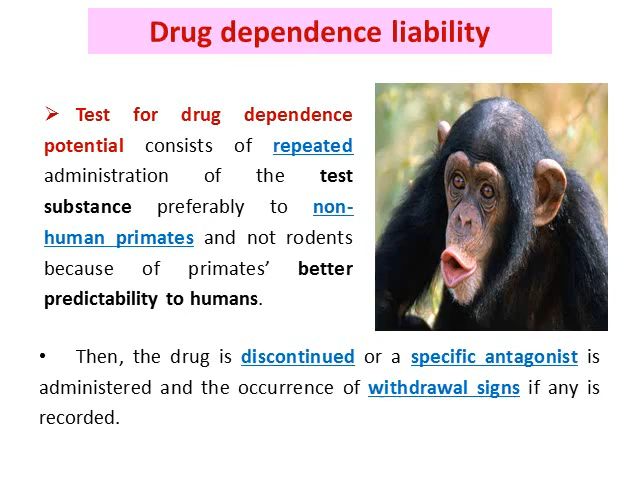 Drug dependence liability
➢ Test for drug dependence
potential consists of repeated
administration of the test
substance preferably to non-
human primates and not rodents
because of primates’ better
predictability to humans.
• Then, the drug is discontinued or a specific antagonist is
administered and the occurrence of withdrawal signs if any is
recorded.